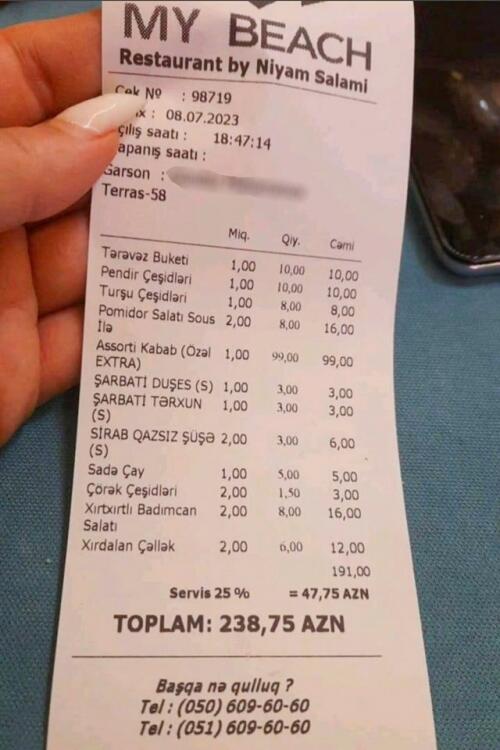 MY BEACH
Restaurant by Niyam Salami
Çek № : 98719
: 08.07.2023
çılış saatı : 18:47:14
apanış saatı :
Garson :
Terras-58
Miq. Qiy. Cəmi
Tərəvəz Buketi 1,00 10,00 10,00
Pendir Çeşidləri 1,00 10,00 10,00
Turşu Çeşidləri 1,00 8,00 8,00
Pomidor Salatı Sous 2,00 8,00 16,00
İlə
Assorti Kabab (Özəl 1,00 99,00 99,00
EXTRA)
ŞARBATİ DUŞES (S) 1,00 3,00 3,00
ŞARBATİ TƏRXUN 1,00 3,00 3,00
(S)
SİRAB QAZSIZ ŞÜŞƏ 2,00 3,00 6,00
(S)
Sadə Çay 1,00 5,00 5,00
Çörək Çeşidləri 2,00 1,50 3,00
Xırtxırtlı Badımcan 2,00 8,00 16,00
Salatı
Xırdalan Çəllək 2,00 6,00 12,00
191,00
Servis 25 % = 47,75 AZN
TOPLAM: 238,75 AZN
Başqa nə qulluq ?
Tel : (050) 609-60-60
Tel : (051) 609-60-60